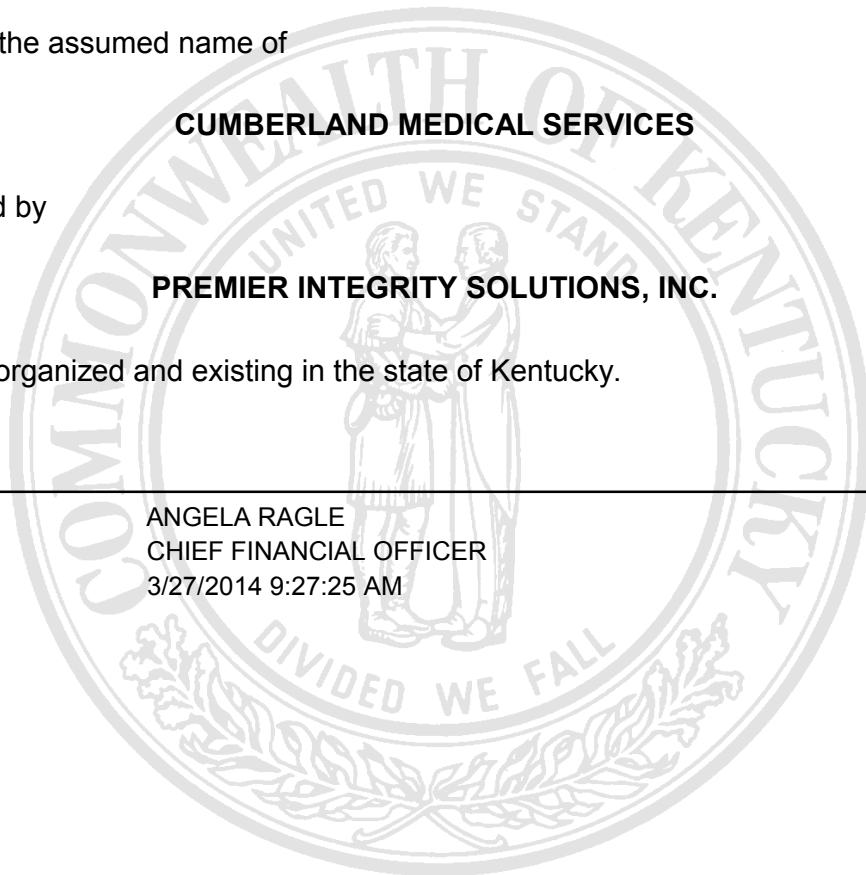 the assumed name of
CUMBERLAND MEDICAL SERVICES
d by
PREMIER INTEGRITY SOLUTIONS, INC.
organized and existing in the state of Kentucky.
ANGELA RAGLE
CHIEF FINANCIAL OFFICER
3/27/2014 9:27:25 AM
COMMONWEALTH OF KENTUCKY
UNITED WE STAND
DIVIDED WE FALL